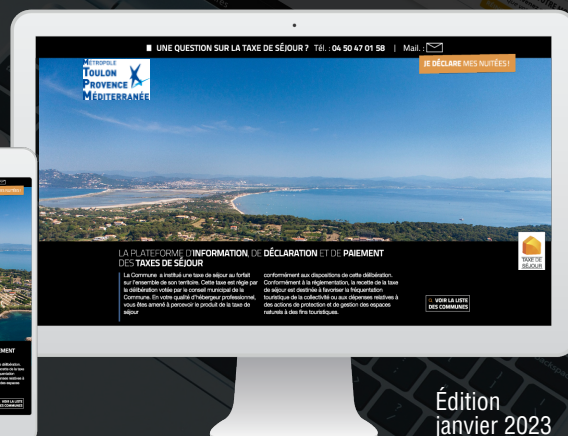 UNE QUESTION SUR LA TAXE DE SÉJOUR ? Tél. : 04 50 47 01 58 | Mail. :
JE DÉCLARE MES NUITÉES !
METROPOLE
TOULON
PROVENCE
MÉDITERRANÉE
LA PLATEFORME D'INFORMATION, DE DÉCLARATION ET DE PAIEMENT
DES TAXES DE SÉJOUR
La Commune a institué une taxe de séjour au forfait
sur l'ensemble de son territoire. Cette taxe est régie par
la délibération votée par le conseil municipal de la
Commune. En votre qualité d'hébergeur professionnel,
vous êtes amené à percevoir le produit de la taxe de
séjour
conformément aux dispositions de cette délibération.
Conformément à la réglementation, la recette de la taxe
de séjour est destinée à favoriser la fréquentation
touristique de la collectivité ou aux dépenses relatives à
des actions de protection et de gestion des espaces
naturels à des fins touristiques.
TAXE DE
SÉJOUR
VOIR LA LISTE
DES COMMUNES
VOIR LA LISTE
DES COMMUNES
Édition
janvier 2023